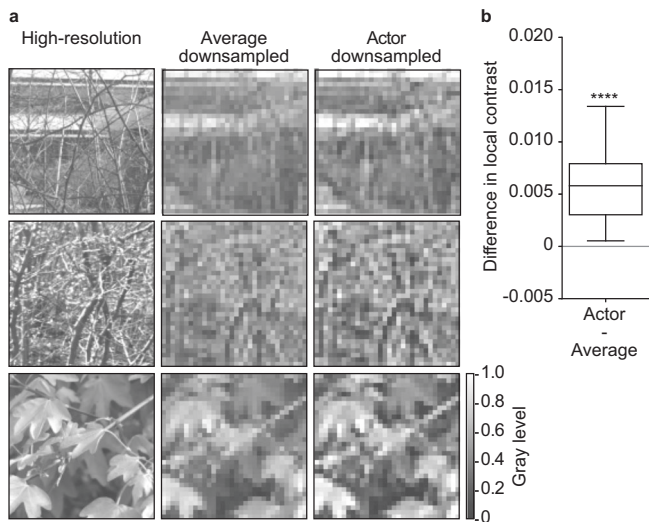 a
High-resolution
Average
downsampled
Actor
downsampled
1.0
0.8
0.6
0.4
0.2
0
Gray level
b
0.020
0.015
0.010
0.005
0
-0.005
Difference in local contrast
****
Actor
-
Average